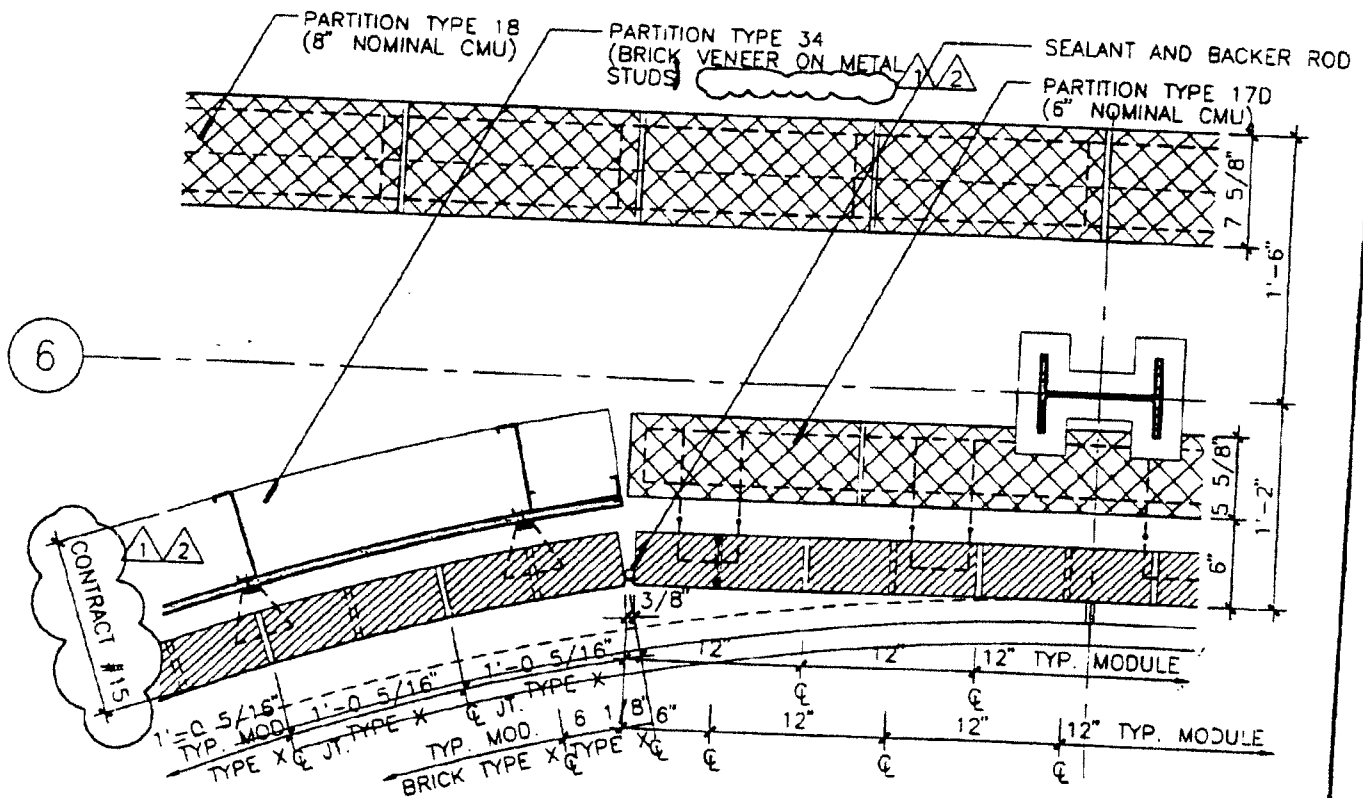 PARTITION TYPE 18
(8" NOMINAL CMU)
PARTITION TYPE 34
(BRICK VENEER ON METAL
STUDS)
1 2
SEALANT AND BACKER ROD
PARTITION TYPE 17D
(6" NOMINAL CMU)
7 5/8"
1'-6"
6
5 5/8"
1'-2"
6"
1 2
CONTRACT #15
3/8"
1'-0 5/16"
1'-0 5/16"
1'-0 5/16"
12"
12"
12" TYP. MODULE
TYP. MOD.
TYPE X
℄ JT.
TYPE X
℄ JT.
TYPE X
℄
℄
TYP. MOD.
BRICK TYPE X
6 1/8"
TYPE X
6"
12"
12"
12" TYP. MODULE
℄
℄
℄
℄
℄